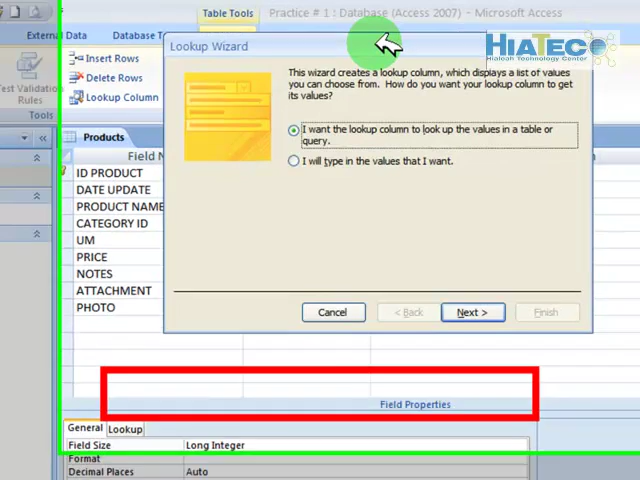 Table Tools
Practice # 1 : Database (Access 2007) - Microsoft Access
External Data
Database T
Test Validation
Rules
Insert Rows
Delete Rows
Lookup Column
Tools
HIATECO
Hialeah Technology Center
Lookup Wizard
This wizard creates a lookup column, which displays a list of values
you can choose from. How do you want your lookup column to get
its values?
I want the lookup column to look up the values in a table or
query.
I will type in the values that I want.
Cancel
< Back
Next >
Finish
Products
Field N
ID PRODUCT
DATE UPDATE
PRODUCT NAME
CATEGORY ID
UM
PRICE
NOTES
ATTACHMENT
PHOTO
Field Properties
General
Lookup
Field Size
Long Integer
Format
Decimal Places
Auto